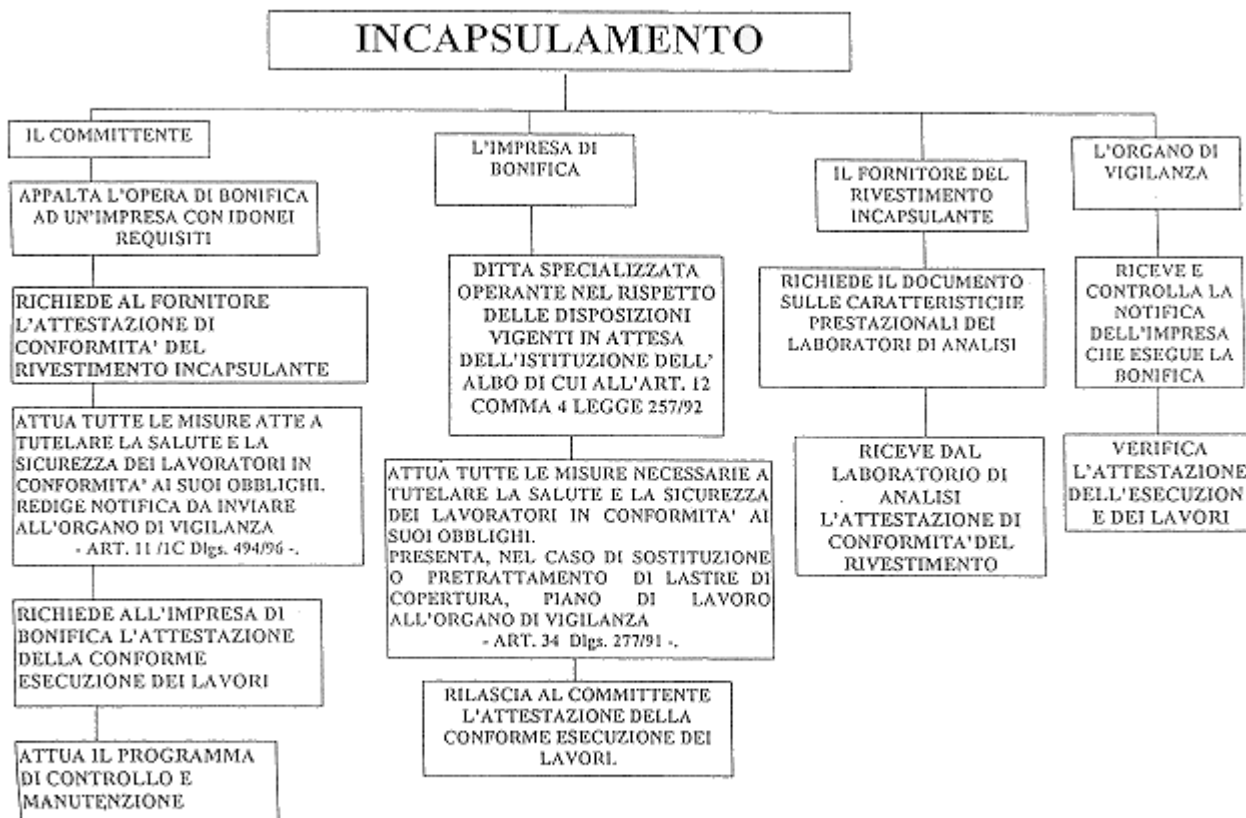 INCAPSULAMENTO
IL COMMITTENTE
APPALTA L'OPERA DI BONIFICA
AD UN'IMPRESA CON IDONEI
REQUISITI
RICHIEDE AL FORNITORE
L'ATTESTAZIONE DI
CONFORMITA' DEL
RIVESTIMENTO INCAPSULANTE
ATTUA TUTTE LE MISURE ATTE A
TUTELARE LA SALUTE E LA
SICUREZZA DEI LAVORATORI IN
CONFORMITA' AI SUOI OBBLIGHI.
REDIGE NOTIFICA DA INVIARE
ALL'ORGANO DI VIGILANZA
- ART. 11 /1C Dlgs. 494/96 -.
RICHIEDE ALL'IMPRESA DI
BONIFICA L'ATTESTAZIONE
DELLA CONFORME
ESECUZIONE DEI LAVORI
ATTUA IL PROGRAMMA
DI CONTROLLO E
MANUTENZIONE
L'IMPRESA DI
BONIFICA
DITTA SPECIALIZZATA
OPERANTE NEL RISPETTO
DELLE DISPOSIZIONI
VIGENTI IN ATTESA
DELL'ISTITUZIONE DELL'
ALBO DI CUI ALL'ART. 12
COMMA 4 LEGGE 257/92
ATTUA TUTTE LE MISURE NECESSARIE A
TUTELARE LA SALUTE E LA SICUREZZA
DEI LAVORATORI IN CONFORMITA' AI
SUOI OBBLIGHI.
PRESENTA, NEL CASO DI SOSTITUZIONE
O PRETRATTAMENTO DI LASTRE DI
COPERTURA, PIANO DI LAVORO
ALL'ORGANO DI VIGILANZA
- ART. 34 Dlgs. 277/91 -.
RILASCIA AL COMMITTENTE
L'ATTESTAZIONE DELLA
CONFORME ESECUZIONE DEI
LAVORI.
IL FORNITORE DEL
RIVESTIMENTO
INCAPSULANTE
RICHIEDE IL DOCUMENTO
SULLE CARATTERISTICHE
PRESTAZIONALI DEI
LABORATORI DI ANALISI
RICEVE DAL
LABORATORIO DI
ANALISI
L'ATTESTAZIONE DI
CONFORMITA' DEL
RIVESTIMENTO
L'ORGANO DI
VIGILANZA
RICEVE E
CONTROLLA LA
NOTIFICA
DELL'IMPRESA
CHE ESEGUE LA
BONIFICA
VERIFICA
L'ATTESTAZIONE
DELL'ESECUZION
E DEI LAVORI